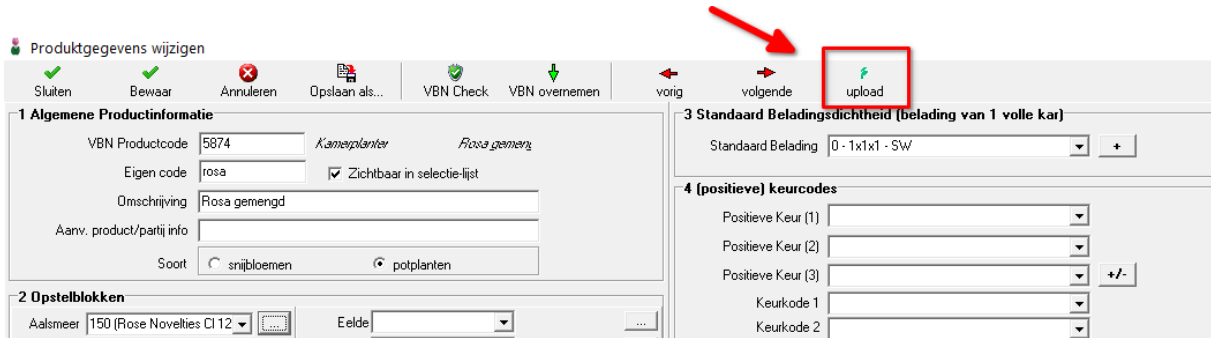 Produktgegevens wijzigen
Sluiten Bewaar Annuleren Opslaan als... VBN Check VBN overnemen vorig volgende upload
1 Algemene Productinformatie
VBN Productcode 5874 Kamerplanter Rosa gemeng
Eigen code rosa Zichtbaar in selectie-lijst
Omschrijving Rosa gemengd
Aanv. product/partij info
Soort snijbloemen potplanten
2 Opstelblokken
Aalsmeer 150 (Rose Novelties Cl 12 ... Eelde ...
3 Standaard Beladingsdichtheid (belading van 1 volle kar)
Standaard Belading 0 - 1x1x1 - SW +
4 (positieve) keurcodes
Positieve Keur (1)
Positieve Keur (2)
Positieve Keur (3) +/-
Keurkode 1
Keurkode 2